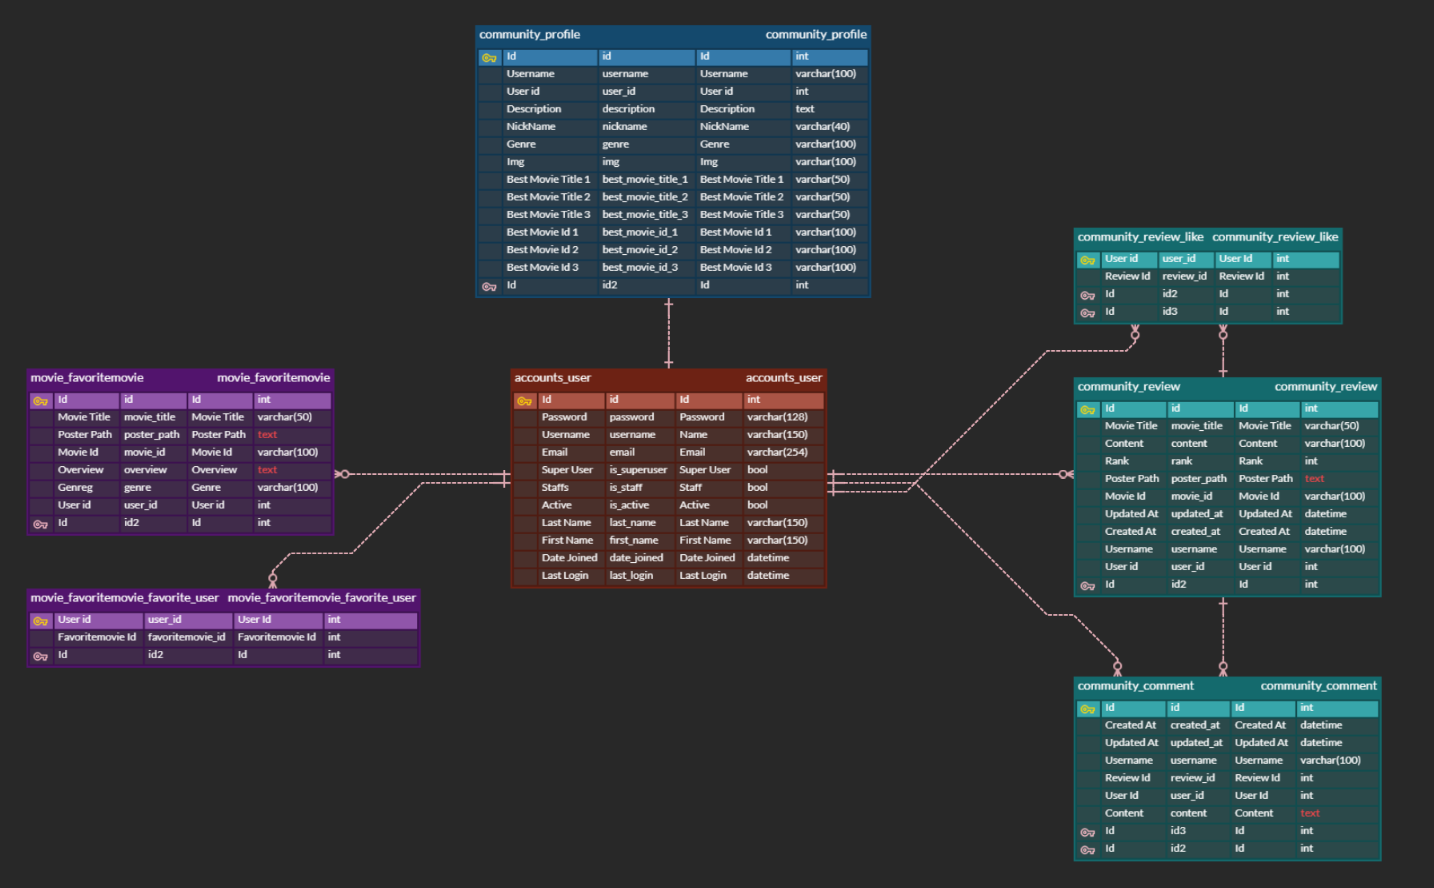 community_profile community_profile
Id id Id int
Username username Username varchar(100)
User id user_id User id int
Description description Description text
NickName nickname NickName varchar(40)
Genre genre Genre varchar(100)
Img img Img varchar(100)
Best Movie Title 1 best_movie_title_1 Best Movie Title 1 varchar(50)
Best Movie Title 2 best_movie_title_2 Best Movie Title 2 varchar(50)
Best Movie Title 3 best_movie_title_3 Best Movie Title 3 varchar(50)
Best Movie Id 1 best_movie_id_1 Best Movie Id 1 varchar(100)
Best Movie Id 2 best_movie_id_2 Best Movie Id 2 varchar(100)
Best Movie Id 3 best_movie_id_3 Best Movie Id 3 varchar(100)
Id id2 Id int
community_review_like community_review_like
User id user_id User Id int
Review Id review_id Review Id int
Id id2 Id int
Id id3 Id int
movie_favoritemovie movie_favoritemovie
Id id Id int
Movie Title movie_title Movie Title varchar(50)
Poster Path poster_path Poster Path text
Movie Id movie_id Movie Id varchar(100)
Overview overview Overview text
Genreg genre Genre varchar(100)
User id user_id User id int
Id id2 Id int
accounts_user accounts_user
Id id Id int
Password password Password varchar(128)
Username username Name varchar(150)
Email email Email varchar(254)
Super User is_superuser Super User bool
Staffs is_staff Staff bool
Active is_active Active bool
Last Name last_name Last Name varchar(150)
First Name first_name First Name varchar(150)
Date Joined date_joined Date Joined datetime
Last Login last_login Last Login datetime
community_review community_review
Id id Id int
Movie Title movie_title Movie Title varchar(50)
Content content Content varchar(100)
Rank rank Rank int
Poster Path poster_path Poster Path text
Movie Id movie_id Movie Id varchar(100)
Updated At updated_at Updated At datetime
Created At created_at Created At datetime
Username username Username varchar(100)
User id user_id User id int
Id id2 Id int
movie_favoritemovie_favorite_user movie_favoritemovie_favorite_user
User id user_id User Id int
Favoritemovie Id favoritemovie_id Favoritemovie Id int
Id id2 Id int
community_comment community_comment
Id id Id int
Created At created_at Created At datetime
Updated At updated_at Updated At datetime
Username username Username varchar(100)
Review Id review_id Review Id int
User Id user_id User Id int
Content content Content text
Id id3 Id int
Id id2 Id int